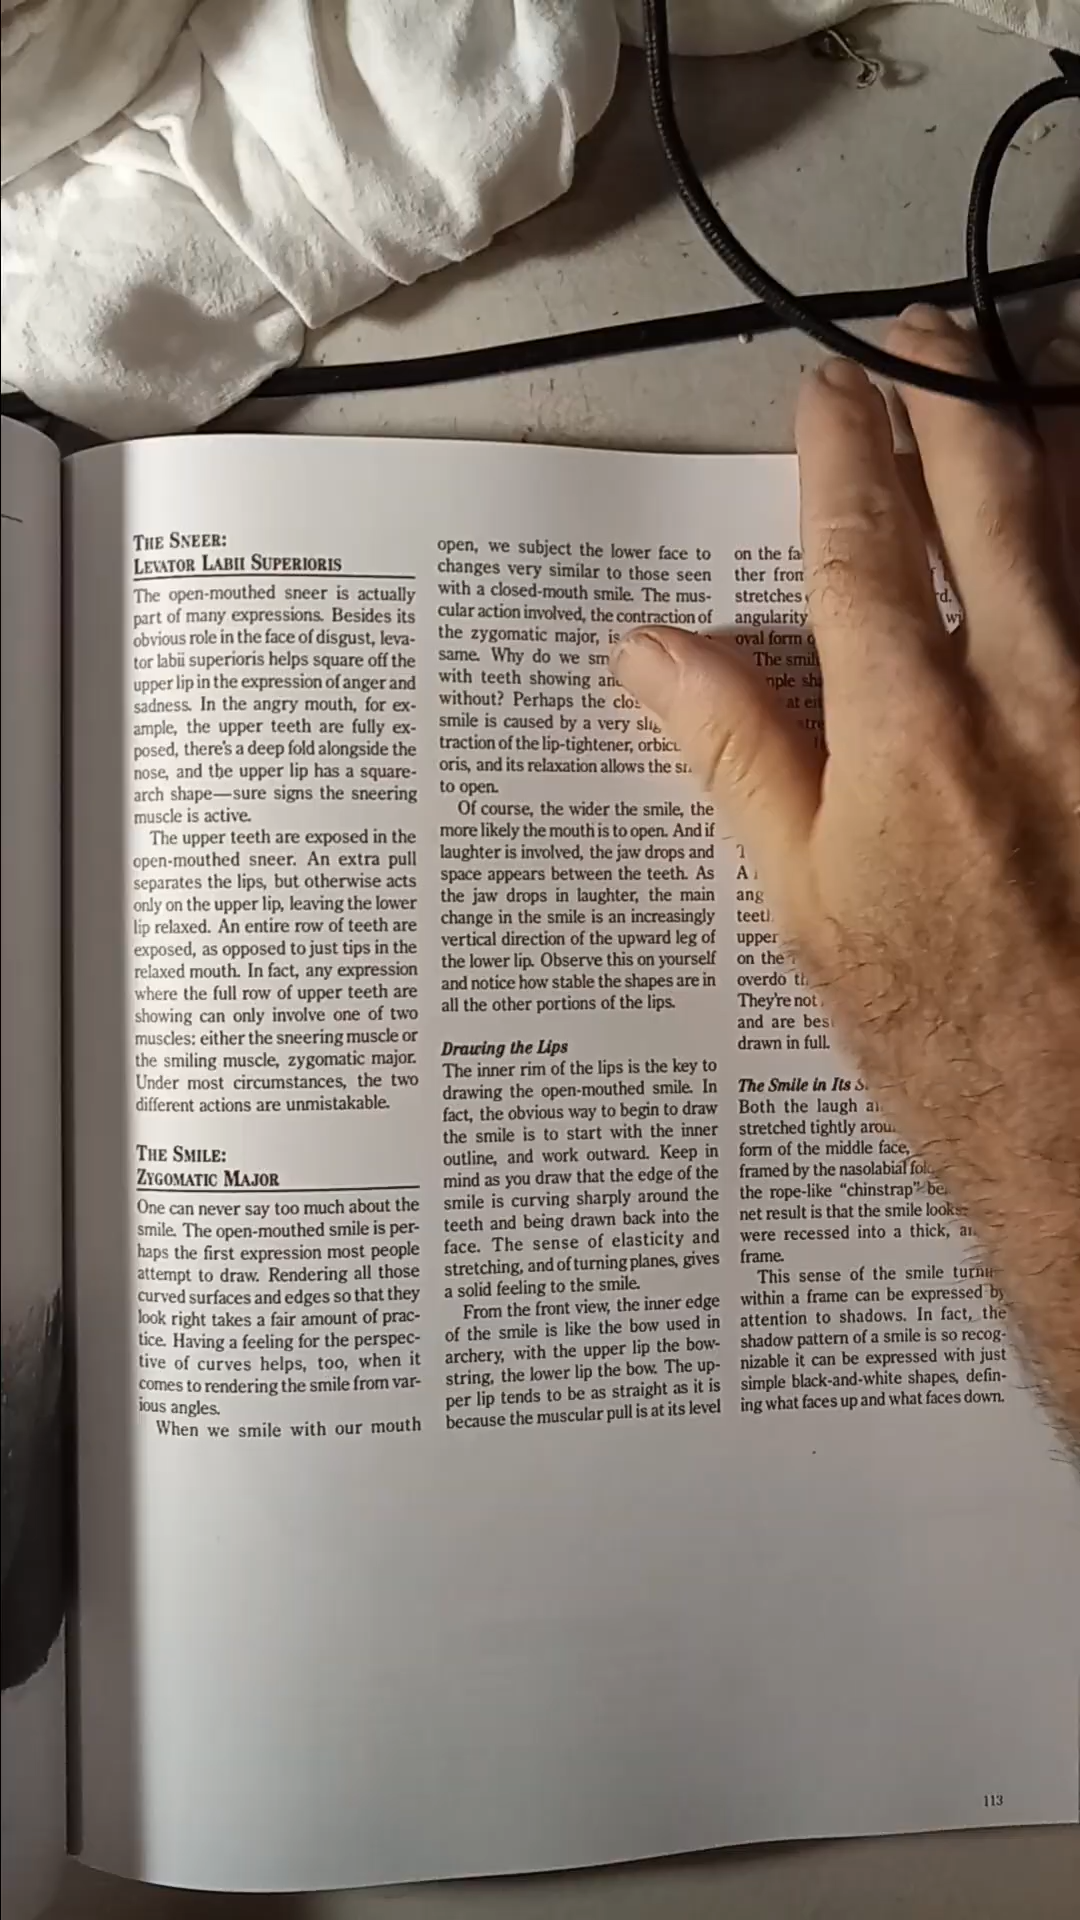 THE SNEER:
LEVATOR LABII SUPERIORIS
The open-mouthed sneer is actually
part of many expressions. Besides its
obvious role in the face of disgust, leva-
tor labii superioris helps square off the
upper lip in the expression of anger and
sadness. In the angry mouth, for ex-
ample, the upper teeth are fully ex-
posed, there's a deep fold alongside the
nose, and the upper lip has a square-
arch shape—sure signs the sneering
muscle is active.
The upper teeth are exposed in the
open-mouthed sneer. An extra pull
separates the lips, but otherwise acts
only on the upper lip, leaving the lower
lip relaxed. An entire row of teeth are
exposed, as opposed to just tips in the
relaxed mouth. In fact, any expression
where the full row of upper teeth are
showing can only involve one of two
muscles: either the sneering muscle or
the smiling muscle, zygomatic major.
Under most circumstances, the two
different actions are unmistakable.
THE SMILE:
ZYGOMATIC MAJOR
One can never say too much about the
smile. The open-mouthed smile is per-
haps the first expression most people
attempt to draw. Rendering all those
curved surfaces and edges so that they
look right takes a fair amount of prac-
tice. Having a feeling for the perspec-
tive of curves helps, too, when it
comes to rendering the smile from var-
ious angles.
When we smile with our mouth
open, we subject the lower face to
changes very similar to those seen
with a closed-mouth smile. The mus-
cular action involved, the contraction of
the zygomatic major, is
same. Why do we
with teeth showing
without? Perhaps the
smile is caused by a very
traction of the lip-tightener,
oris, and its relaxation allows the
to open.
Of course, the wider the smile, the
more likely the mouth is to open. And if
laughter is involved, the jaw drops and
space appears between the teeth. As
the jaw drops in laughter, the main
change in the smile is an increasingly
vertical direction of the upward leg of
the lower lip. Observe this on yourself
and notice how stable the shapes are in
all the other portions of the lips.
Drawing the Lips
The inner rim of the lips is the key to
drawing the open-mouthed smile. In
fact, the obvious way to begin to draw
the smile is to start with the inner
outline, and work outward. Keep in
mind as you draw that the edge of the
smile is curving sharply around the
teeth and being drawn back into the
face. The sense of elasticity and
stretching, and of turning planes, gives
a solid feeling to the smile.
From the front view, the inner edge
of the smile is like the bow used in
archery, with the upper lip the bow-
string, the lower lip the bow. The up-
per lip tends to be as straight as it is
because the muscular pull is at its level
on the
ther
stretches
angularity
oval form
The
at
upper
on the
overdo
They're not
and are
drawn in full.
The Smile in Its
Both the laugh
stretched tightly
form of the middle face,
framed by the nasolabial
the rope-like "chinstrap"
net result is that the smile looks
were recessed into a thick,
frame.
This sense of the smile
within a frame can be expressed by
attention to shadows. In fact, the
shadow pattern of a smile is so recog-
nizable it can be expressed with just
simple black-and-white shapes, defin-
ing what faces up and what faces down.
113